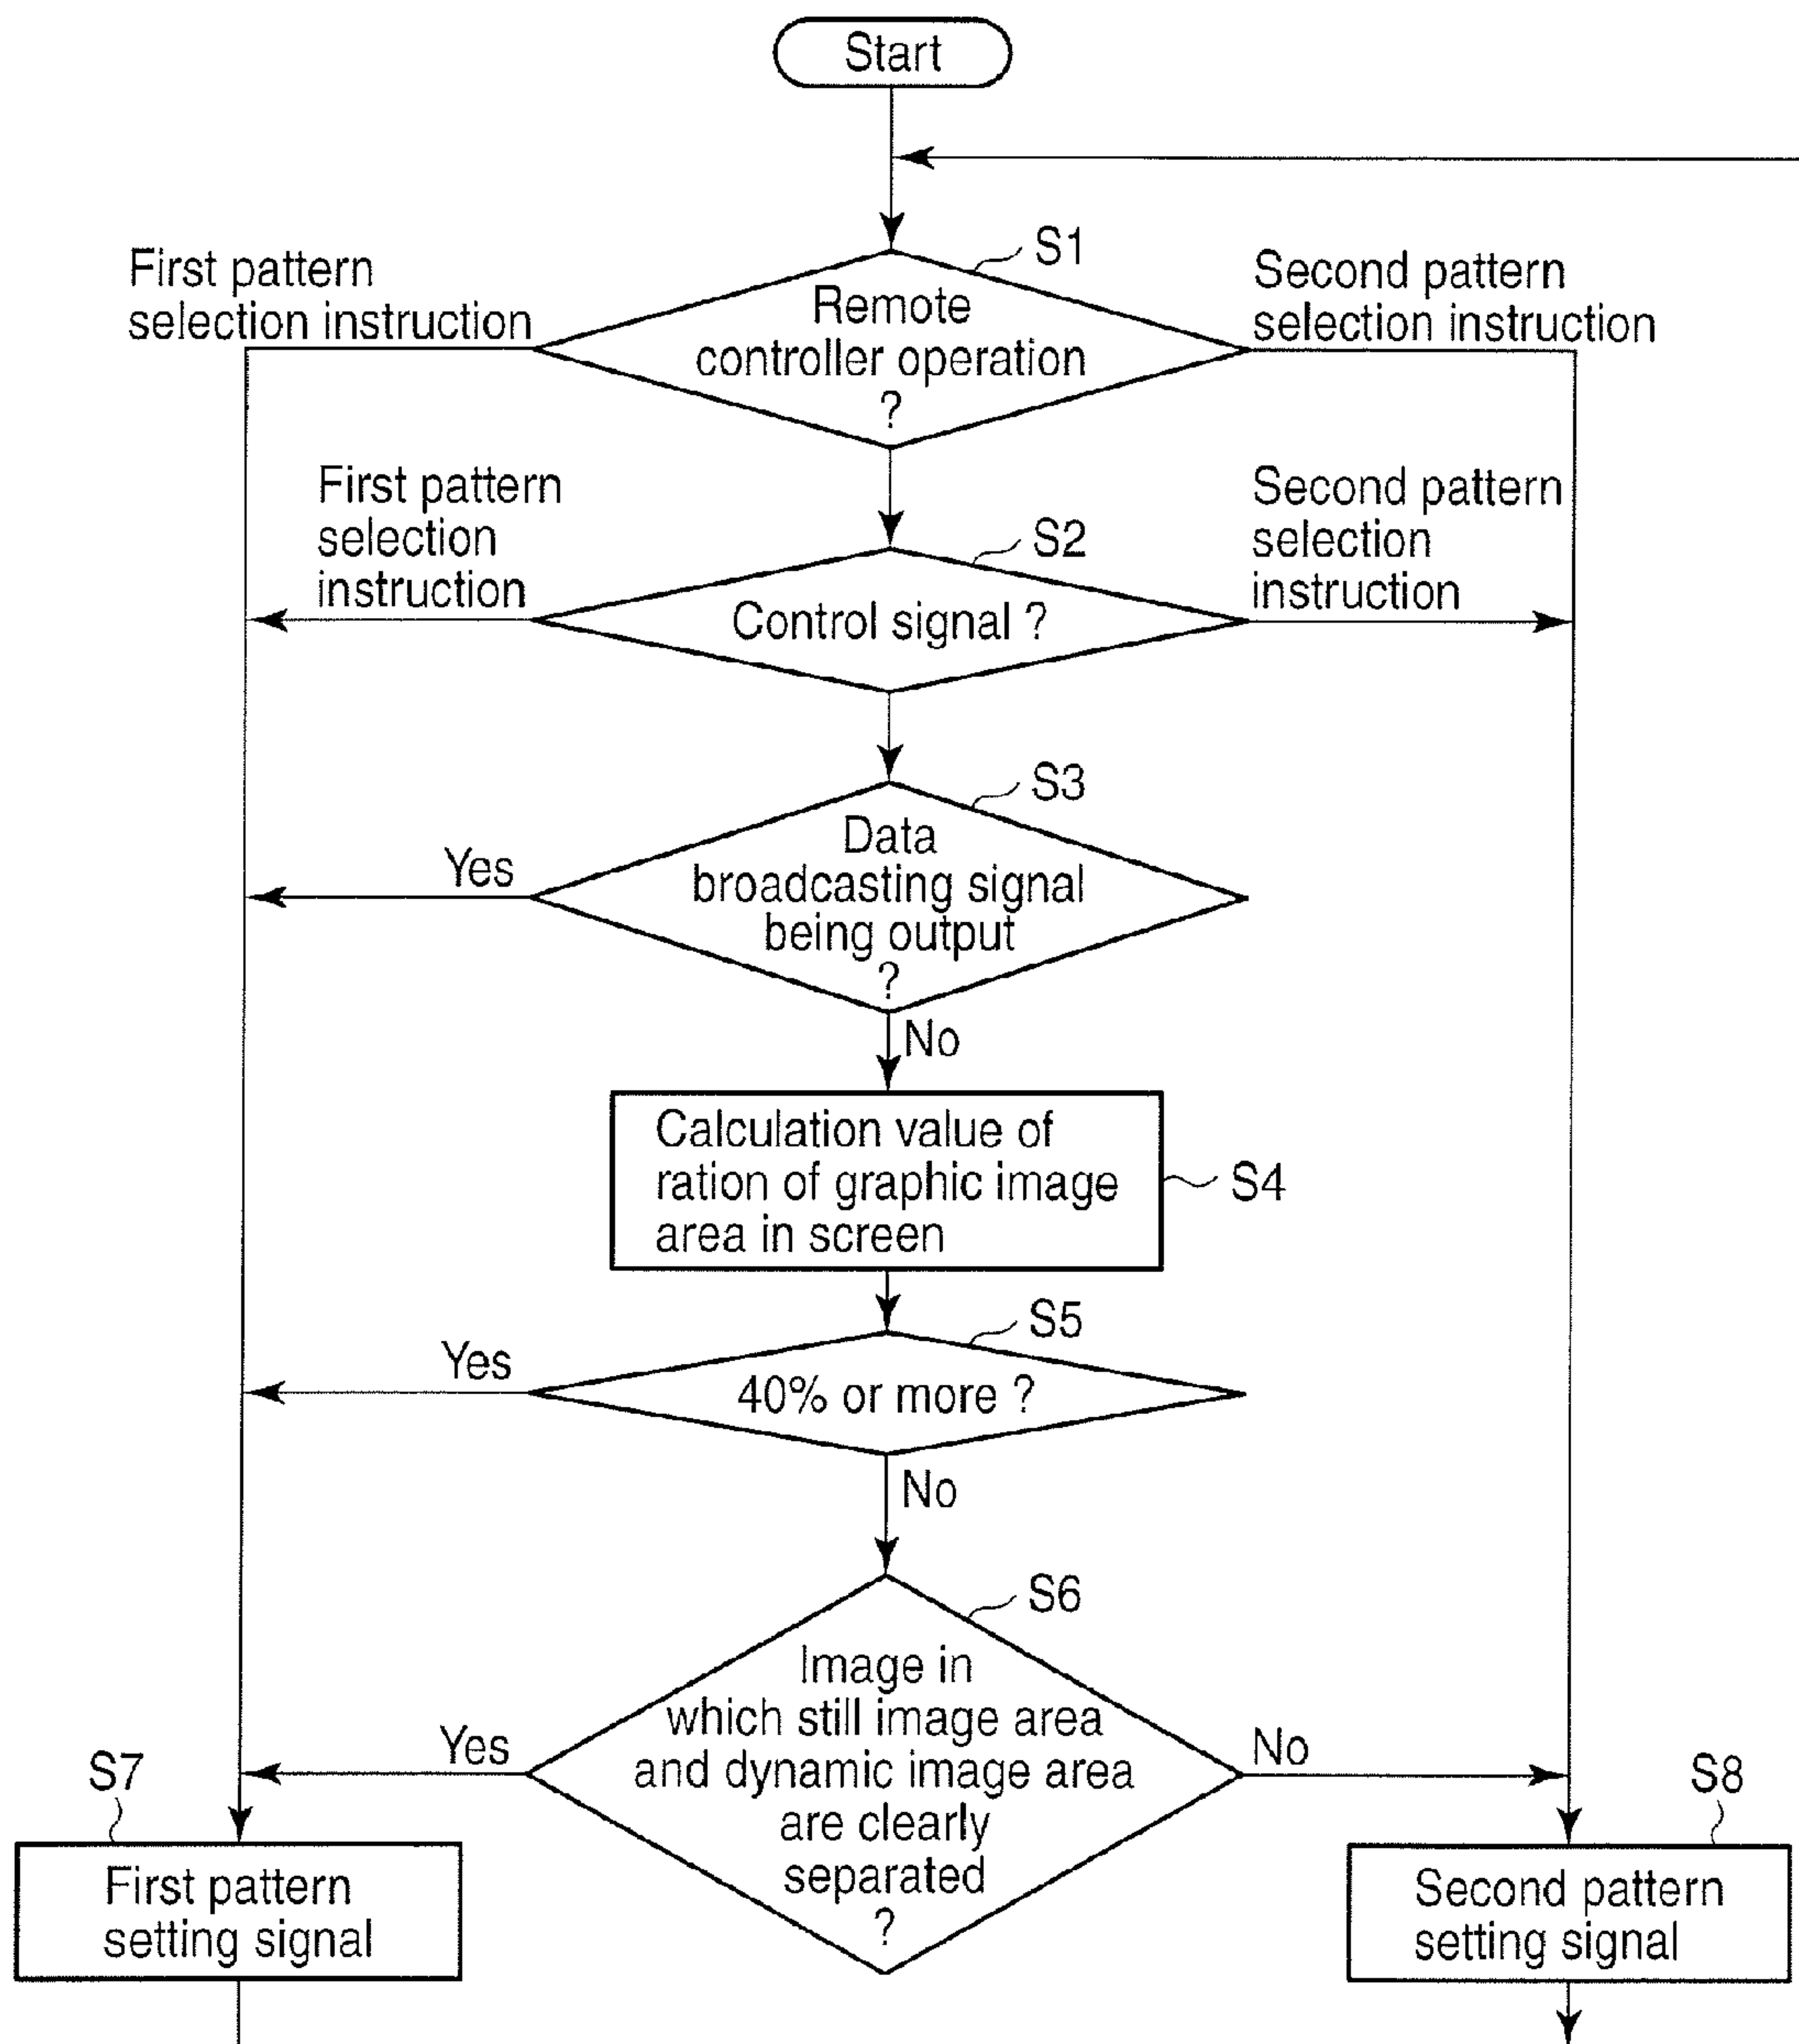 Start
S1
First pattern
selection instruction
Remote
controller operation
?
Second pattern
selection instruction
First pattern
selection
instruction
S2
Control signal ?
Second pattern
selection
instruction
S3
Data
broadcasting signal
being output
?
Yes
No
Calculation value of
ration of graphic image
area in screen
S4
S5
Yes
40% or more ?
No
S6
Image in
which still image area
and dynamic image area
are clearly
separated
?
Yes
No
S7
First pattern
setting signal
S8
Second pattern
setting signal